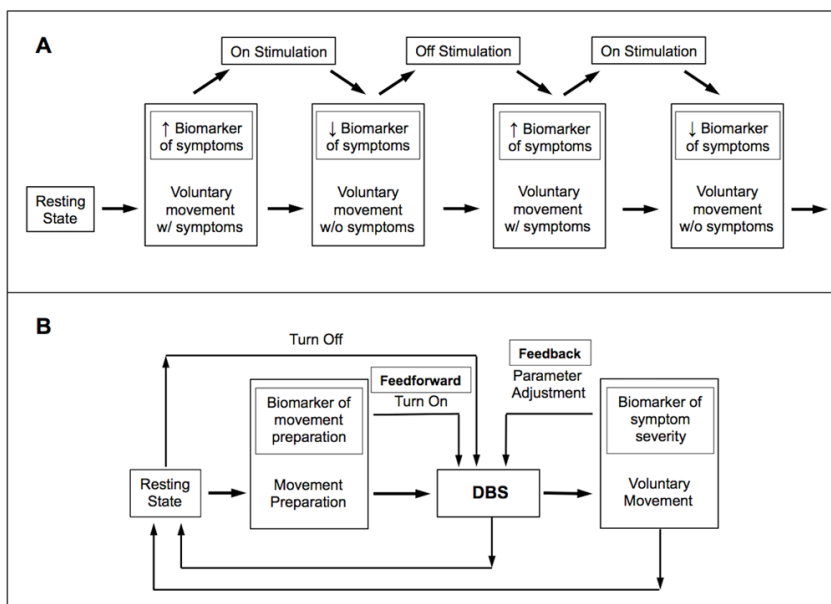 A
On Stimulation
Off Stimulation
On Stimulation
↑ Biomarker
of symptoms
↓ Biomarker
of symptoms
↑ Biomarker
of symptoms
↓ Biomarker
of symptoms
Resting
State
Voluntary
movement
w/ symptoms
Voluntary
movement
w/o symptoms
Voluntary
movement
w/ symptoms
Voluntary
movement
w/o symptoms
B
Turn Off
Feedforward
Turn On
Feedback
Parameter
Adjustment
Biomarker of
movement
preparation
Biomarker of
symptom
severity
Resting
State
Movement
Preparation
DBS
Voluntary
Movement